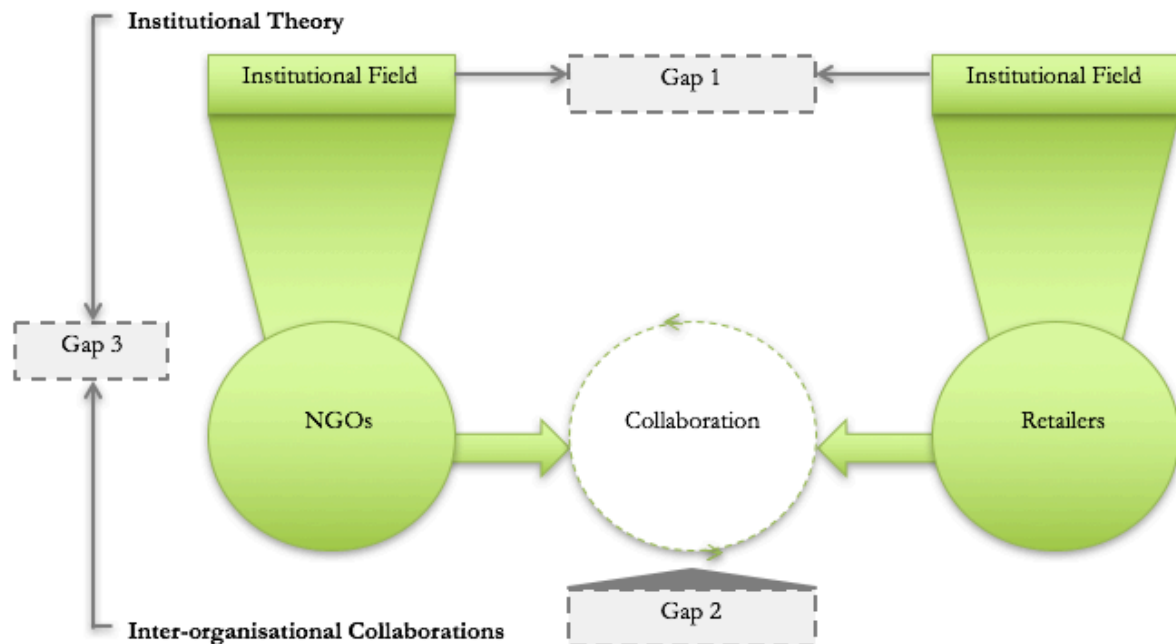 Institutional Theory
Institutional Field
Gap 1
Institutional Field
Gap 3
NGOs
Collaboration
Retailers
Gap 2
Inter-organisational Collaborations